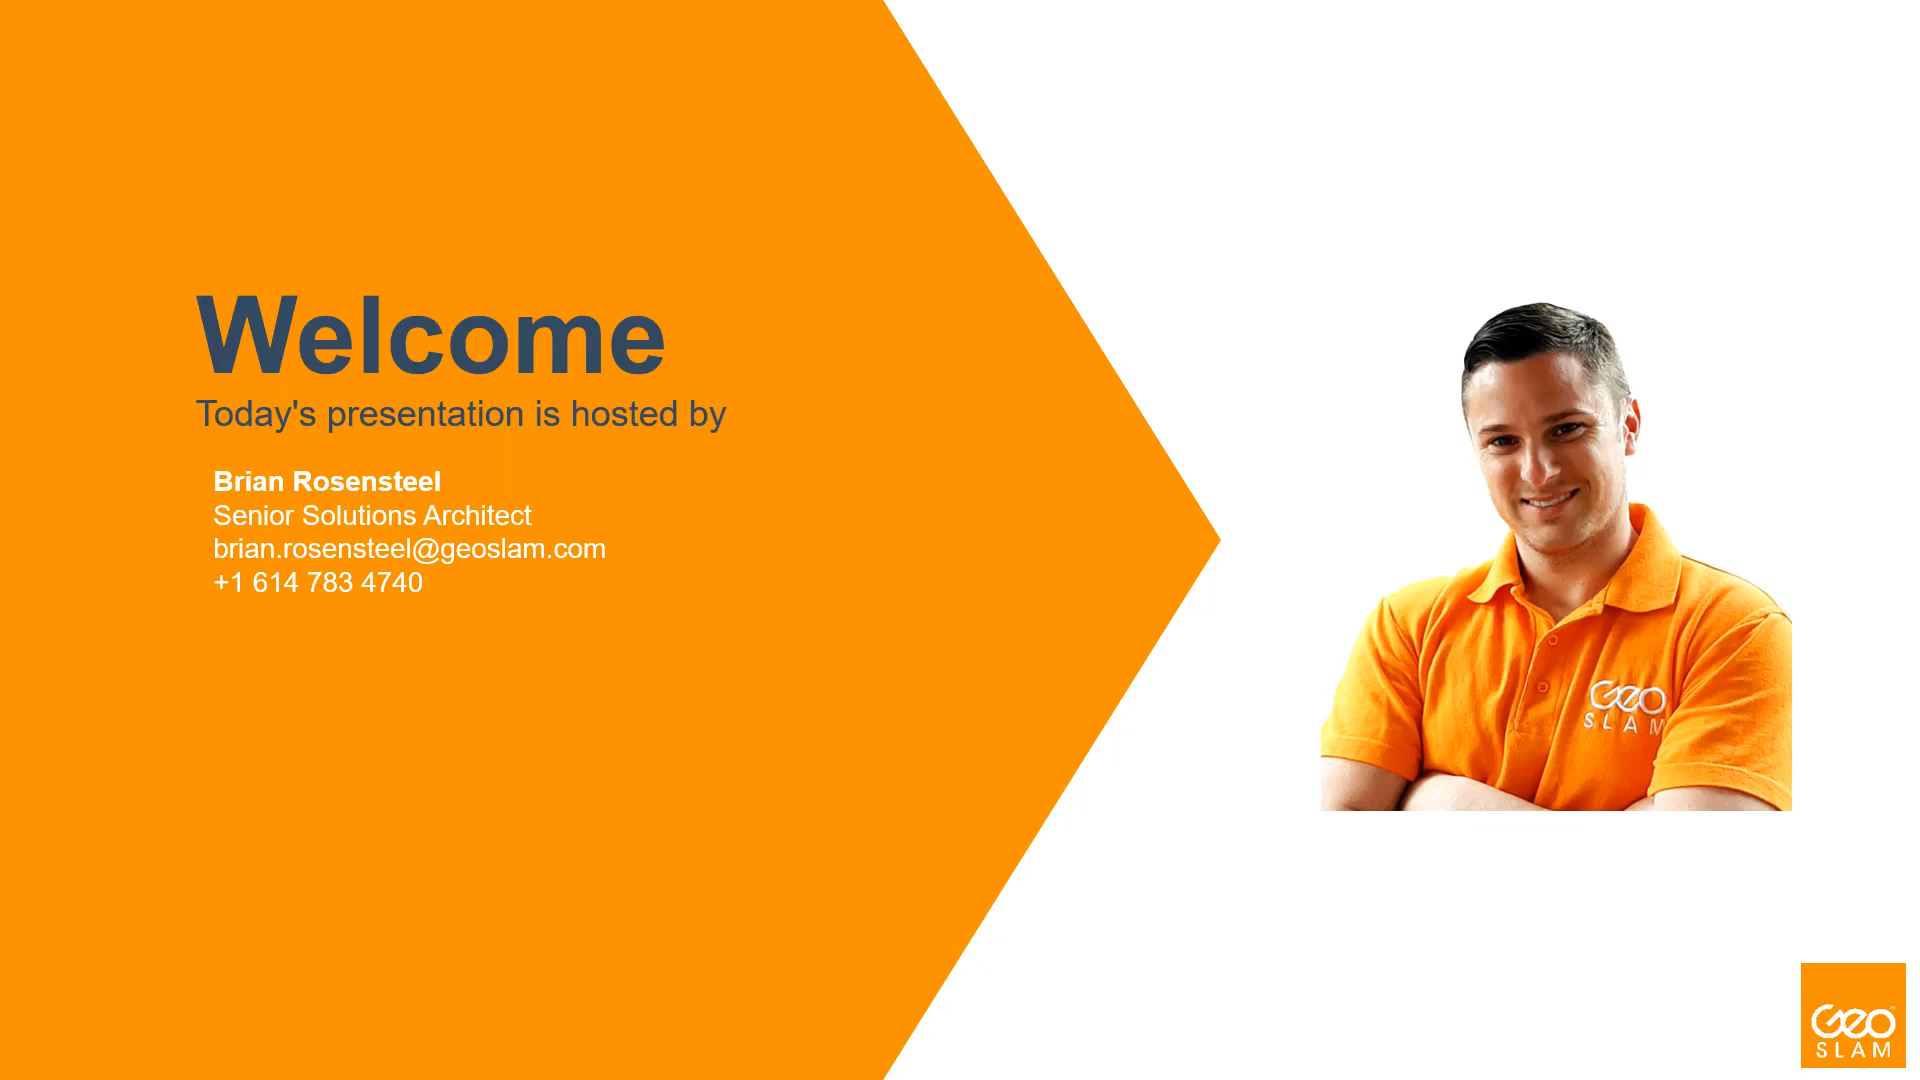 Welcome
Today's presentation is hosted by
Brian Rosensteel
Senior Solutions Architect
brian.rosensteel@geoslam.com
+1 614 783 4740
Geo
SLAM
Geo
SLAM